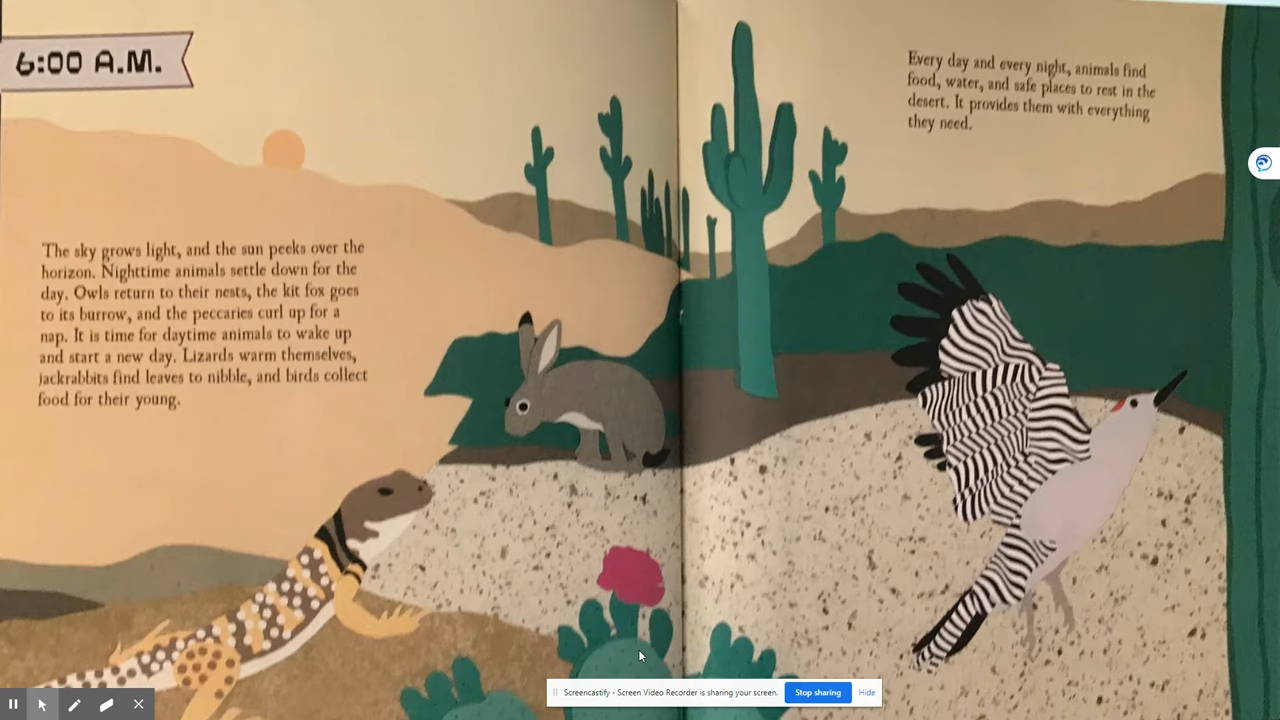 6:00 A.M.
The sky grows light, and the sun peeks over the
horizon. Nighttime animals settle down for the
day. Owls return to their nests, the kit fox goes
to its burrow, and the peccaries curl up for a
nap. It is time for daytime animals to wake up
and start a new day. Lizards warm themselves,
jackrabbits find leaves to nibble, and birds collect
food for their young.
Every day and every night, animals find
food, water, and safe places to rest in the
desert. It provides them with everything
they need.
Screencastify - Screen Video Recorder is sharing your screen.
Stop sharing
Hide